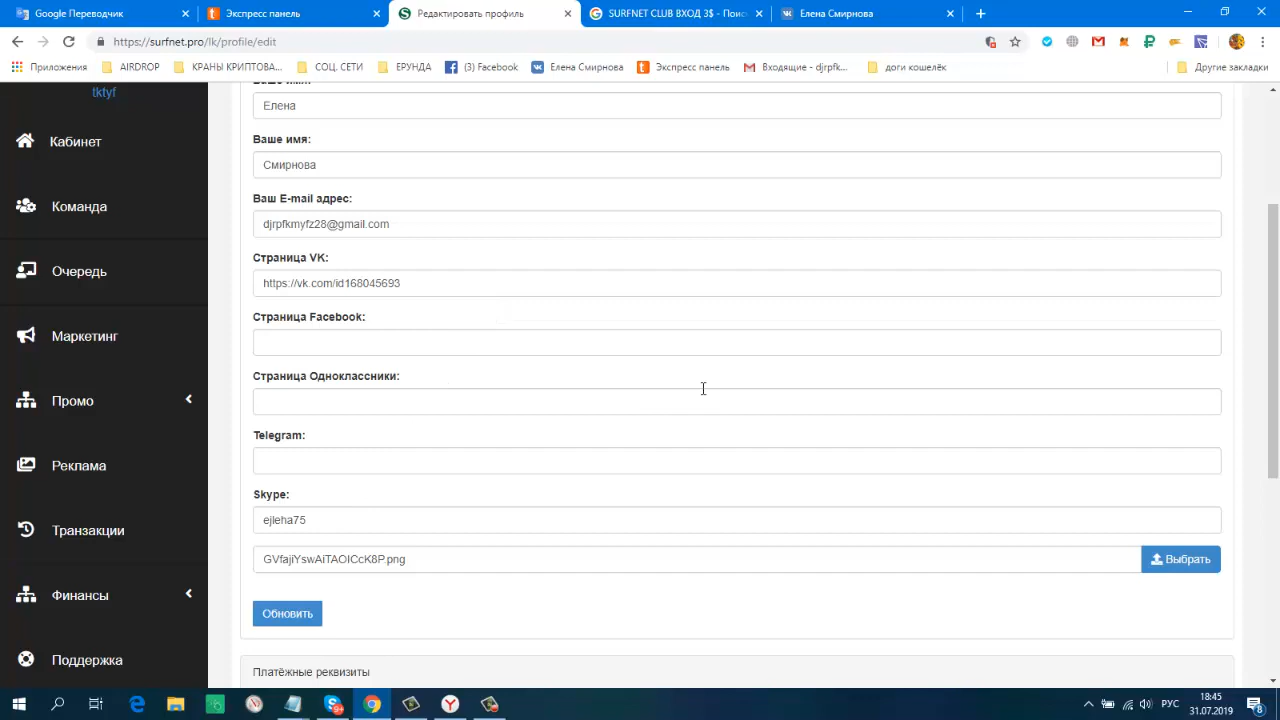 Google Переводчик
Экспресс панель
Редактировать профиль
SURFNET CLUB ВХОД 3$ - Поис
Елена Смирнова
https://surfnet.pro/lk/profile/edit
Приложения
AIRDROP
КРАНЫ КРИПТОВА...
СОЦ. СЕТИ
ЕРУНДА
(3) Facebook
Елена Смирнова
Экспресс панель
Входящие - djrpfk...
доги кошелёк
Другие закладки
tktyf
Кабинет
Команда
Очередь
Маркетинг
Промо
Реклама
Транзакции
Финансы
Поддержка
Ваше имя:
Елена
Ваше имя:
Смирнова
Ваш E-mail адрес:
djrpfkmyfz28@gmail.com
Страница VK:
https://vk.com/id168045693
Страница Facebook:
Страница Одноклассники:
Telegram:
Skype:
ejleha75
GVfajiYswAiTAOICcK8P.png
Выбрать
Обновить
Платёжные реквизиты
РУС
18:45
31.07.2019
8